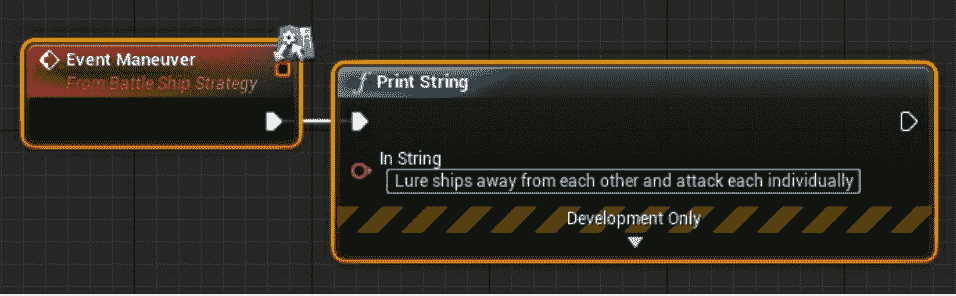 Event Maneuver
From Battle Ship Strategy
Print String
In String
Lure ships away from each other and attack each individually
Development Only